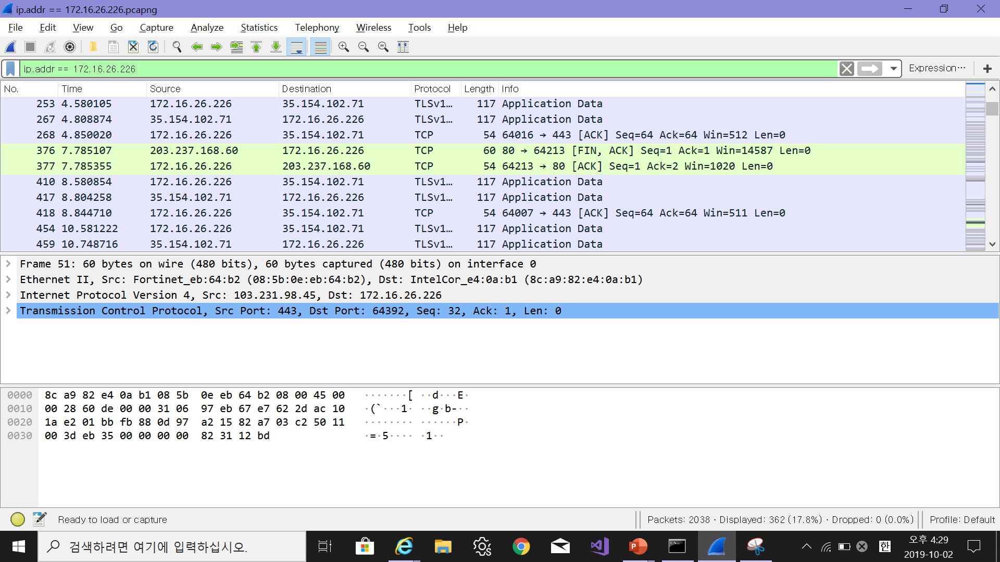 ip.addr == 172.16.26.226.pcapng
File Edit View Go Capture Analyze Statistics Telephony Wireless Tools Help
ip.addr == 172.16.26.226
Expression⋯
No. Time Source Destination Protocol Length Info
253 4.580105 172.16.26.226 35.154.102.71 TLSv1… 117 Application Data
267 4.808874 35.154.102.71 172.16.26.226 TLSv1… 117 Application Data
268 4.850020 172.16.26.226 35.154.102.71 TCP 54 64016 → 443 [ACK] Seq=64 Ack=64 Win=512 Len=0
376 7.785107 203.237.168.60 172.16.26.226 TCP 60 80 → 64213 [FIN, ACK] Seq=1 Ack=1 Win=14587 Len=0
377 7.785355 172.16.26.226 203.237.168.60 TCP 54 64213 → 80 [ACK] Seq=1 Ack=2 Win=1020 Len=0
410 8.580854 172.16.26.226 35.154.102.71 TLSv1… 117 Application Data
417 8.804258 35.154.102.71 172.16.26.226 TLSv1… 117 Application Data
418 8.844710 172.16.26.226 35.154.102.71 TCP 54 64007 → 443 [ACK] Seq=64 Ack=64 Win=511 Len=0
454 10.581222 172.16.26.226 35.154.102.71 TLSv1… 117 Application Data
459 10.748716 35.154.102.71 172.16.26.226 TLSv1… 117 Application Data
Frame 51: 60 bytes on wire (480 bits), 60 bytes captured (480 bits) on interface 0
Ethernet II, Src: Fortinet_eb:64:b2 (08:5b:0e:eb:64:b2), Dst: IntelCor_e4:0a:b1 (8c:a9:82:e4:0a:b1)
Internet Protocol Version 4, Src: 103.231.98.45, Dst: 172.16.26.226
Transmission Control Protocol, Src Port: 443, Dst Port: 64392, Seq: 32, Ack: 1, Len: 0
0000 8c a9 82 e4 0a b1 08 5b 0e eb 64 b2 08 00 45 00 ·······[ ··d···E·
0010 00 28 60 de 00 00 31 06 97 eb 67 e7 62 2d ac 10 ·(`···1· ··g·b-··
0020 1a e2 01 bb fb 88 0d 97 a2 15 82 a7 03 c2 50 11 ········ ······P·
0030 00 3d eb 35 00 00 00 00 82 31 12 bd ·=·5···· ·1··
Ready to load or capture
Packets: 2038 · Displayed: 362 (17.8%) · Dropped: 0 (0.0%)
Profile: Default
검색하려면 여기에 입력하십시오.
한
오후 4:29
2019-10-02